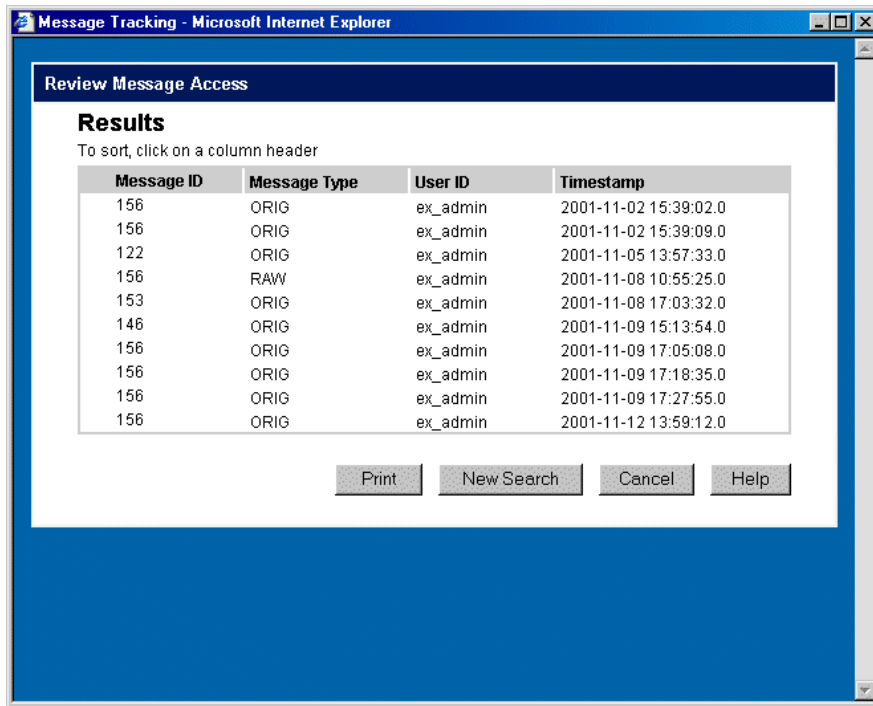 Message Tracking - Microsoft Internet Explorer
Review Message Access
Results
To sort, click on a column header
Message ID Message Type User ID Timestamp
156 ORIG ex_admin 2001-11-02 15:39:02.0
156 ORIG ex_admin 2001-11-02 15:39:09.0
122 ORIG ex_admin 2001-11-05 13:57:33.0
156 RAW ex_admin 2001-11-08 10:55:25.0
153 ORIG ex_admin 2001-11-08 17:03:32.0
146 ORIG ex_admin 2001-11-09 15:13:54.0
156 ORIG ex_admin 2001-11-09 17:05:08.0
156 ORIG ex_admin 2001-11-09 17:18:35.0
156 ORIG ex_admin 2001-11-09 17:27:55.0
156 ORIG ex_admin 2001-11-12 13:59:12.0
Print New Search Cancel Help